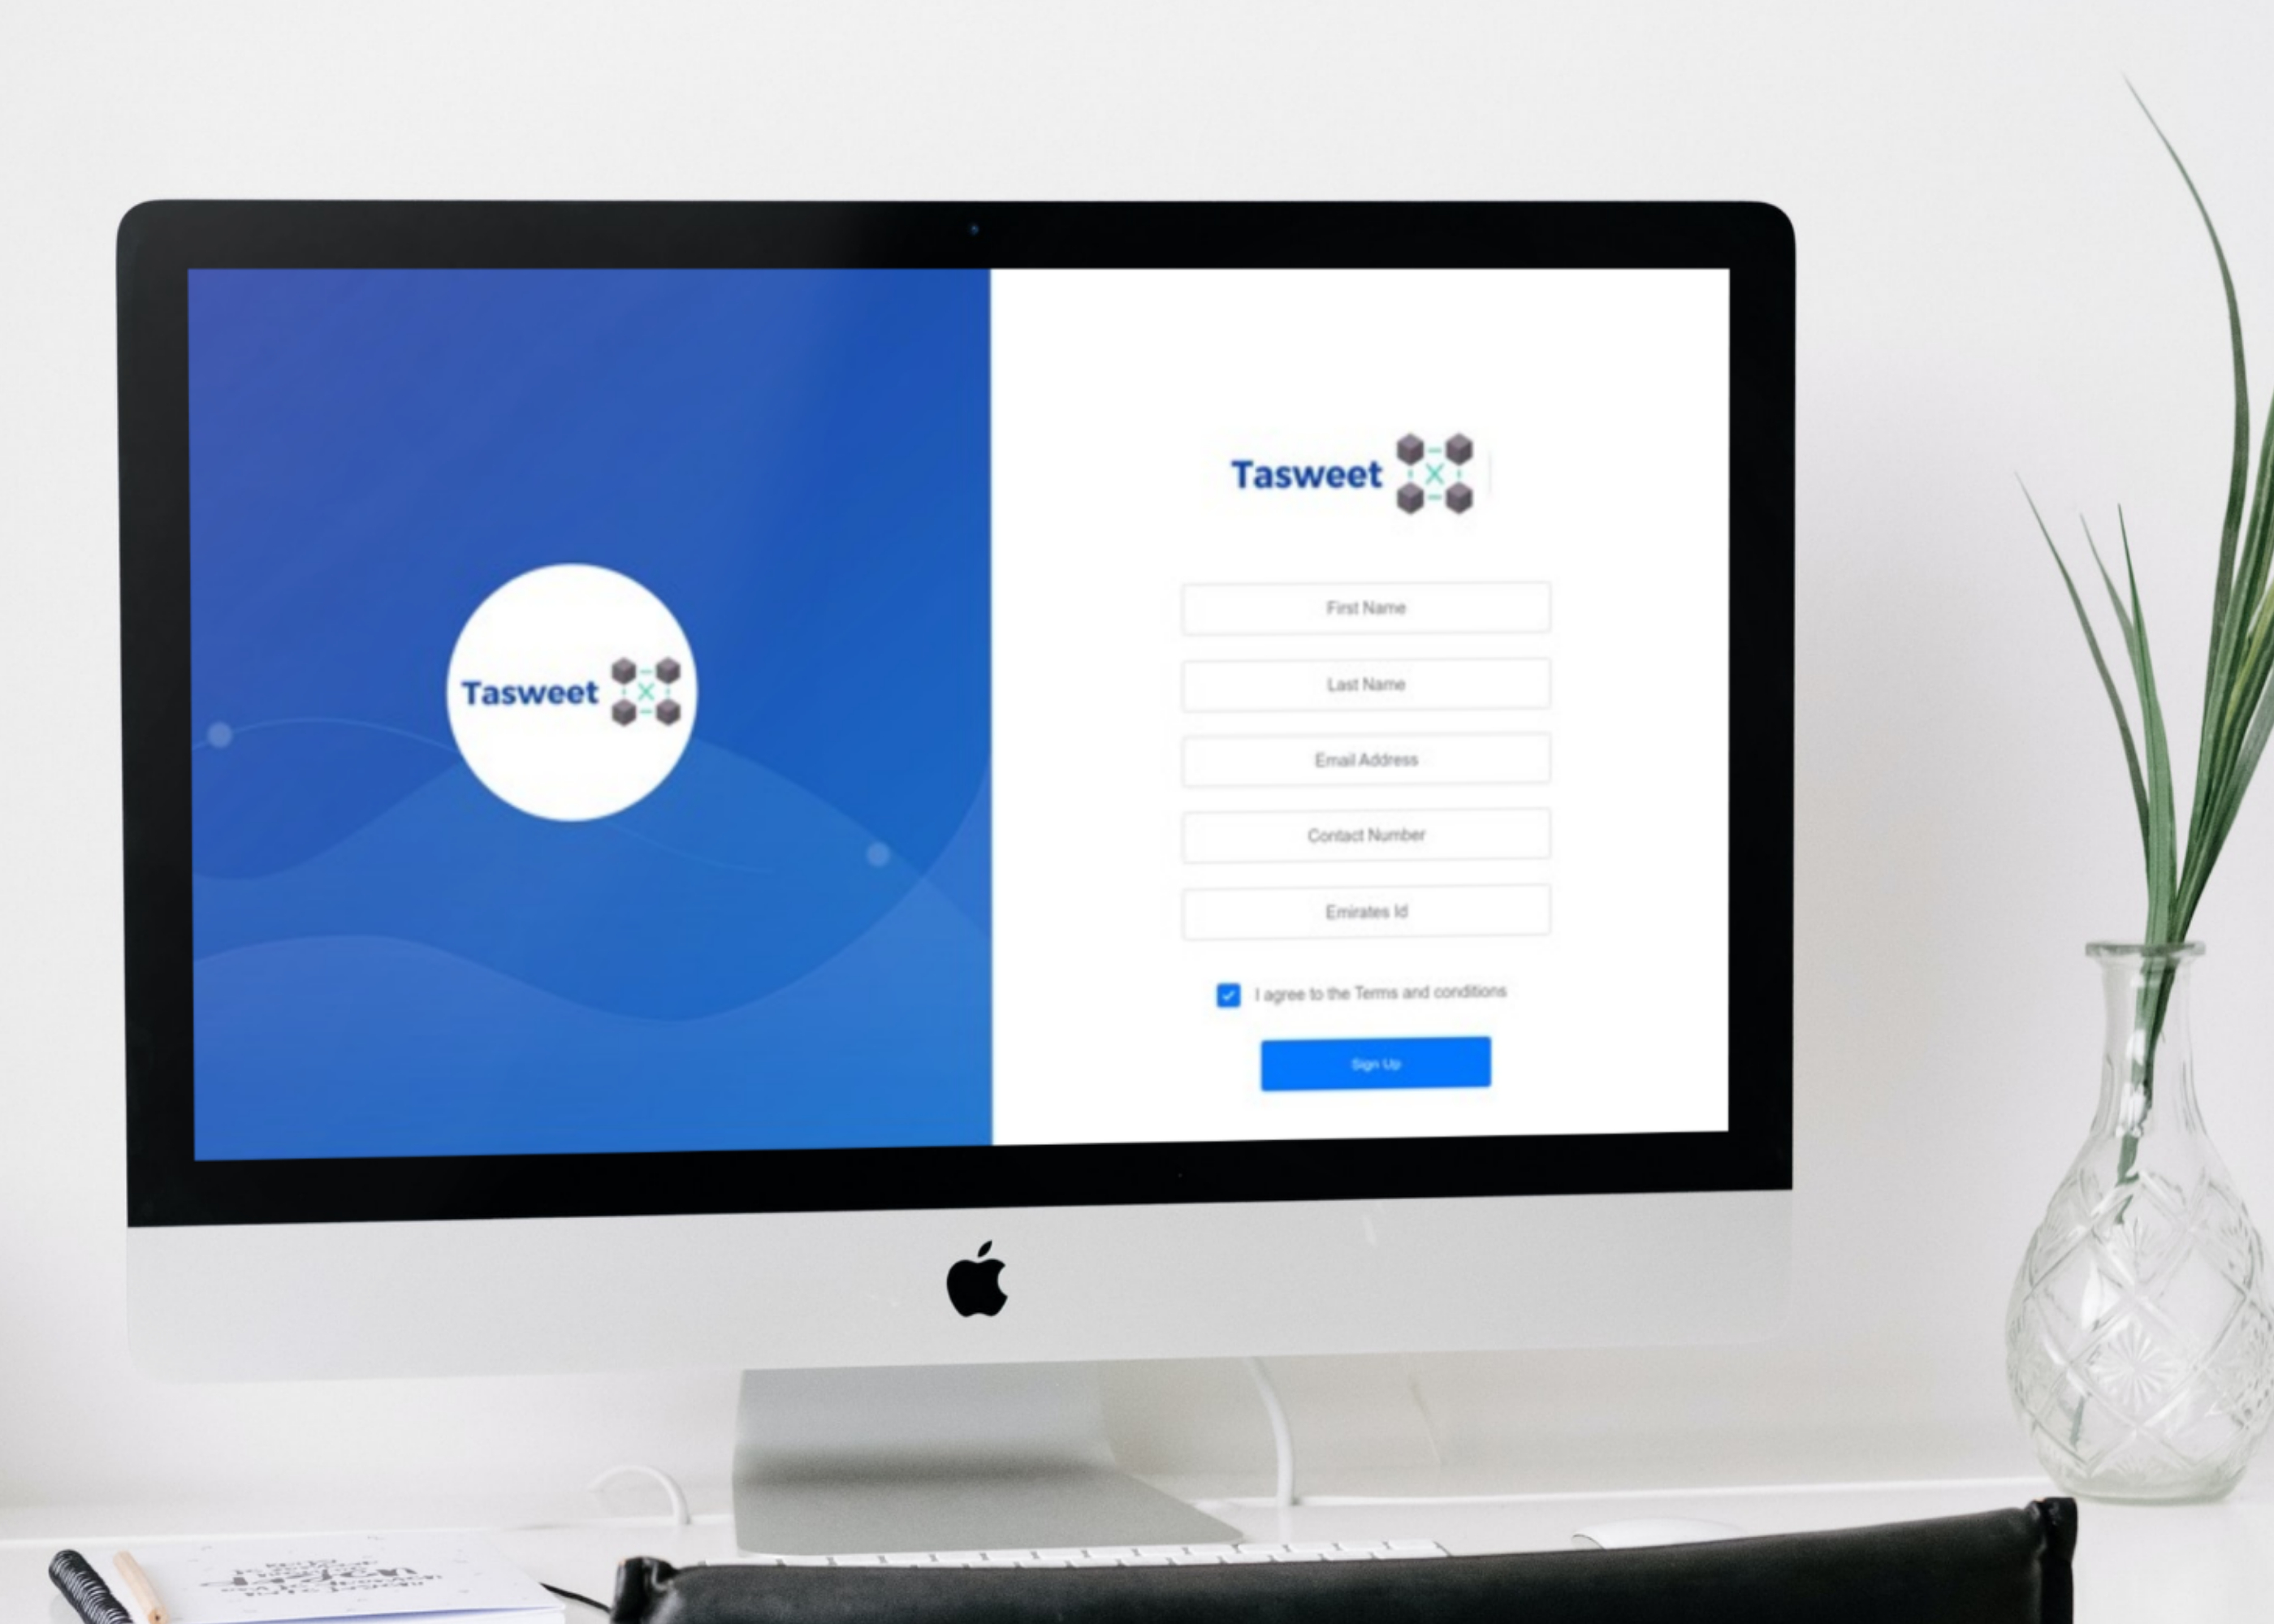 Tasweet
Tasweet
First Name
Last Name
Email Address
Contact Number
Emirates Id
I agree to the Terms and conditions
Sign Up